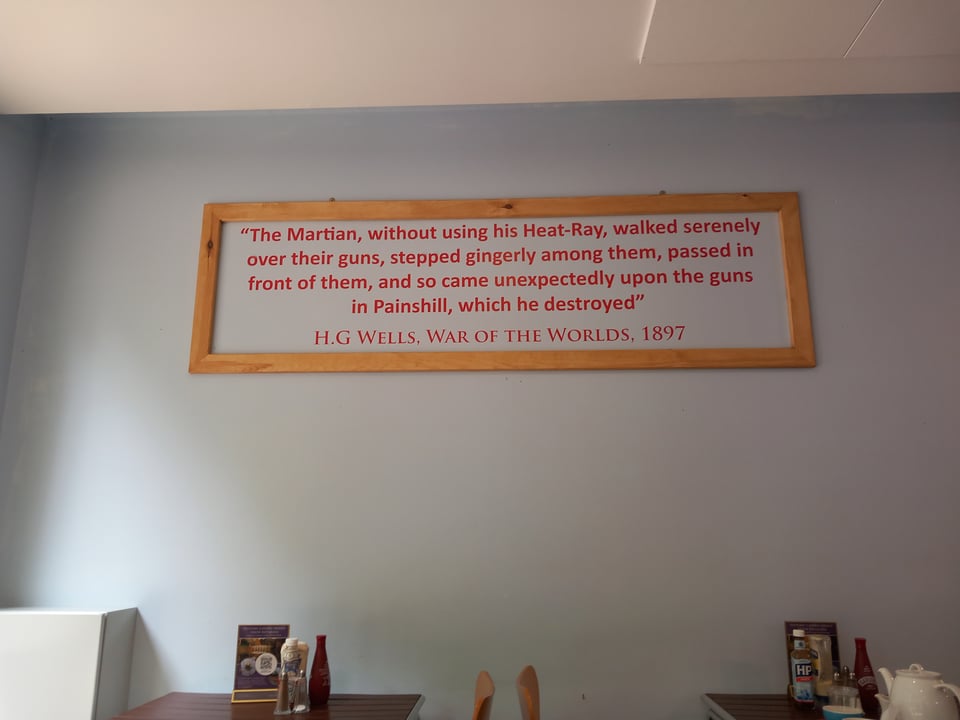 “The Martian, without using his Heat-Ray, walked serenely
over their guns, stepped gingerly among them, passed in
front of them, and so came unexpectedly upon the guns
in Painshill, which he destroyed”
H.G Wells, War of the Worlds, 1897
HP